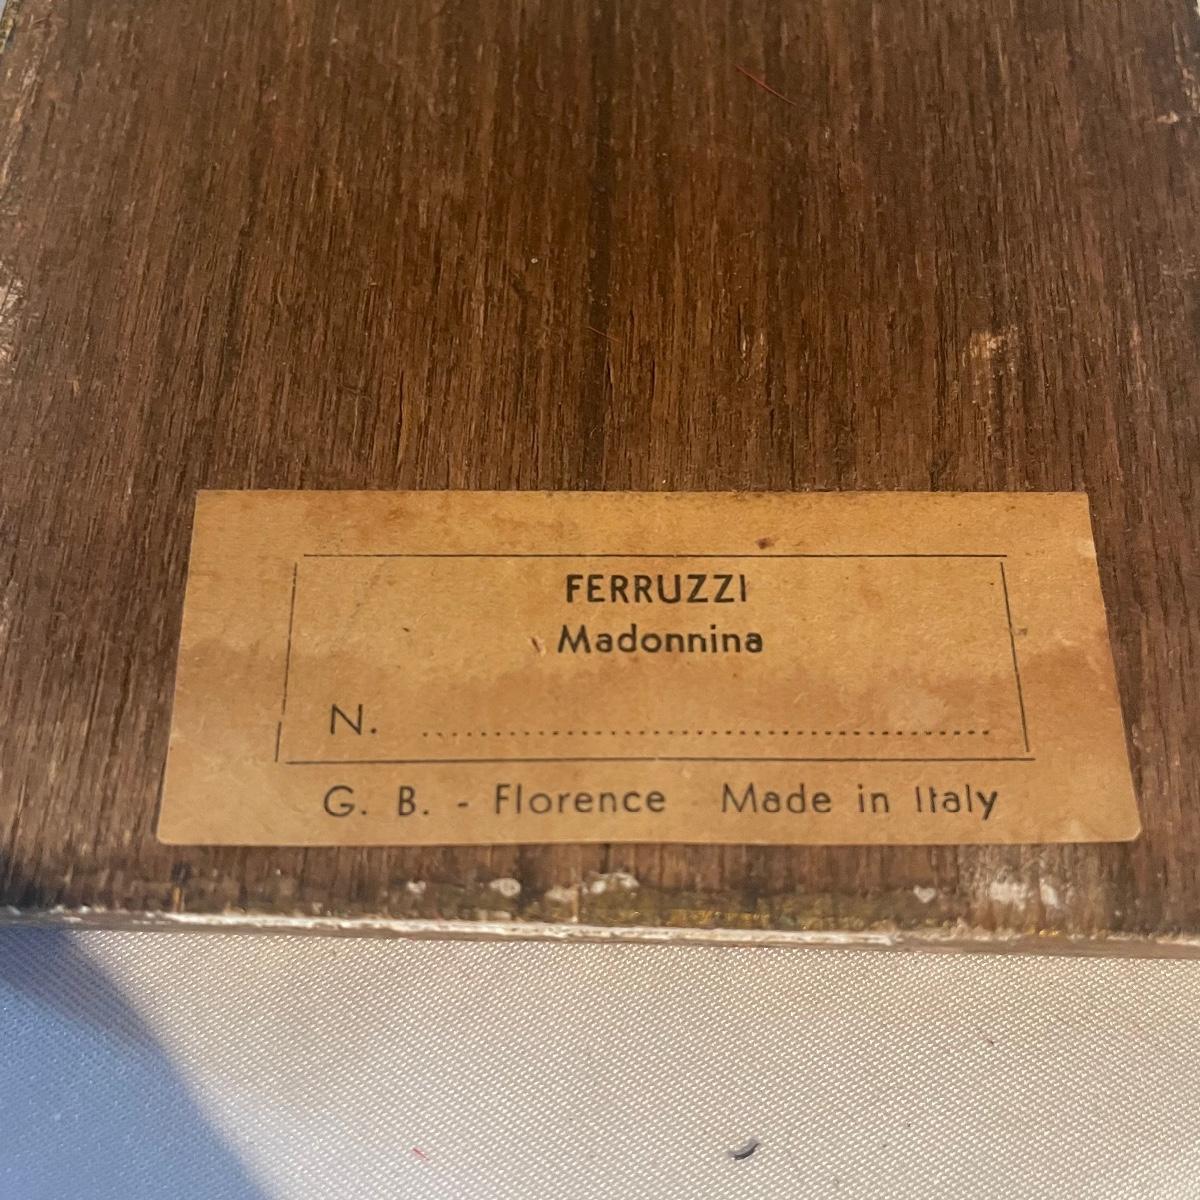 FERRUZZI
Madonnina
N. ........................................
G. B. - Florence Made in Italy